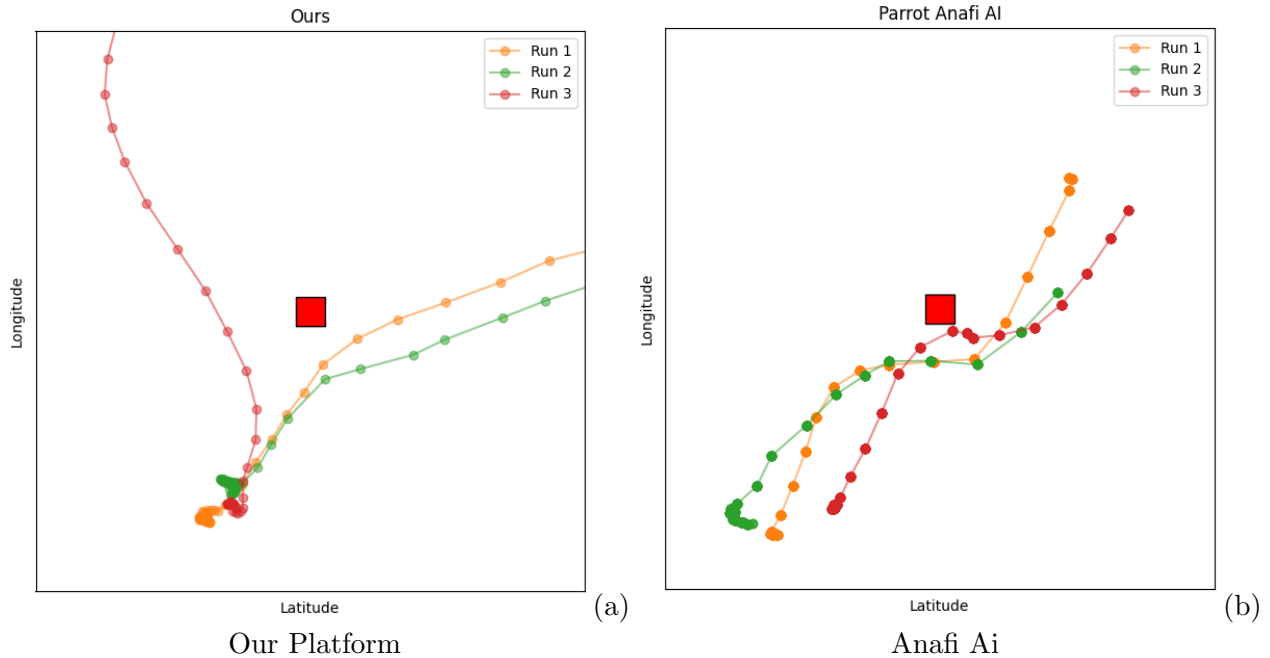 Ours
Run 1
Run 2
Run 3
Longitude
Latitude
(a)
Our Platform
Parrot Anafi AI
Run 1
Run 2
Run 3
Longitude
Latitude
(b)
Anafi Ai